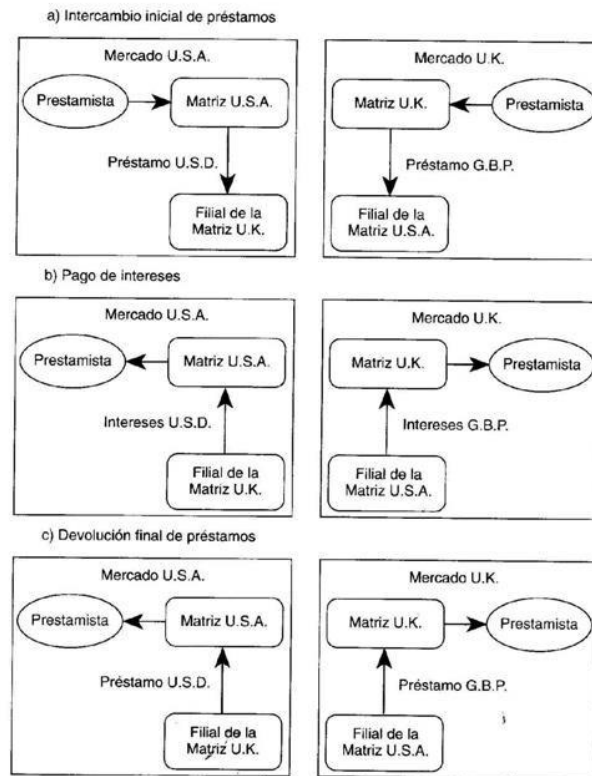 a) Intercambio inicial de préstamos
Mercado U.S.A.
Prestamista
Matriz U.S.A.
Préstamo U.S.D.
Filial de la
Matriz U.K.
Mercado U.K.
Matriz U.K.
Prestamista
Préstamo G.B.P.
Filial de la
Matriz U.S.A.
b) Pago de intereses
Mercado U.S.A.
Prestamista
Matriz U.S.A.
Intereses U.S.D.
Filial de la
Matriz U.K.
Mercado U.K.
Matriz U.K.
Prestamista
Intereses G.B.P.
Filial de la
Matriz U.S.A.
c) Devolución final de préstamos
Mercado U.S.A.
Prestamista
Matriz U.S.A.
Préstamo U.S.D.
Filial de la
Matriz U.K.
Mercado U.K.
Matriz U.K.
Prestamista
Préstamo G.B.P.
Filial de la
Matriz U.S.A.